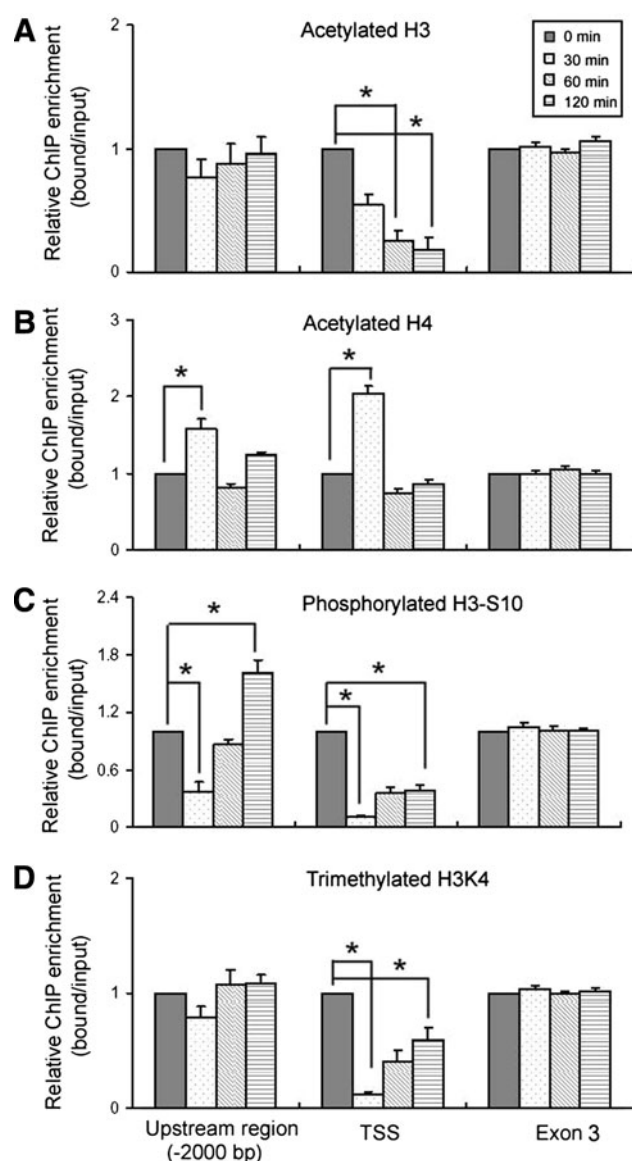 A
Acetylated H3
0 min
30 min
60 min
120 min
Relative ChIP enrichment
(bound/input)
2
1
0
*
*
B
Acetylated H4
Relative ChIP enrichment
(bound/input)
3
2
1
0
*
*
C
Phosphorylated H3-S10
Relative ChIP enrichment
(bound/input)
2.4
1.8
1.2
0.6
0
*
*
*
*
D
Trimethylated H3K4
Relative ChIP enrichment
(bound/input)
2
1
0
*
*
Upstream region
(-2000 bp)
TSS
Exon 3